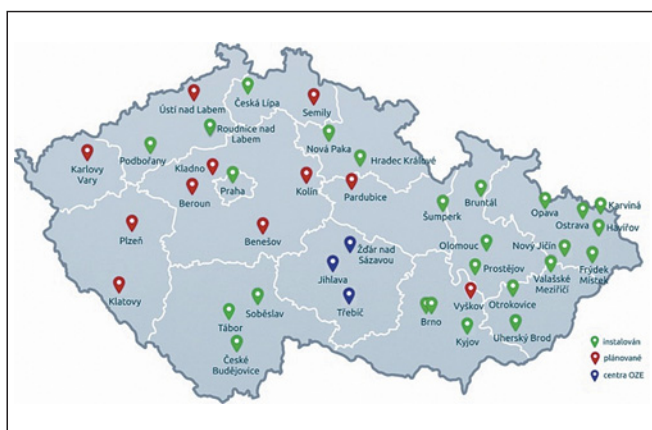 Ústí nad Labem
Česká Lípa
Semily
Roudnice nad
Labem
Nová Paka
Podbořany
Karlovy
Vary
Kladno
Hradec Králové
Praha
Beroun
Kolín
Pardubice
Bruntál
Opava
Karviná
Ostrava
Havířov
Šumperk
Plzeň
Benešov
Žďár nad
Sázavou
Olomouc
Nový Jičín
Frýdek
Místek
Jihlava
Prostějov
Valašské
Meziříčí
Klatovy
Soběslav
Třebíč
Vyškov
Otrokovice
Tábor
Brno
Kyjov
Uherský Brod
České
Budějovice
instalován
plánované
centra OZE